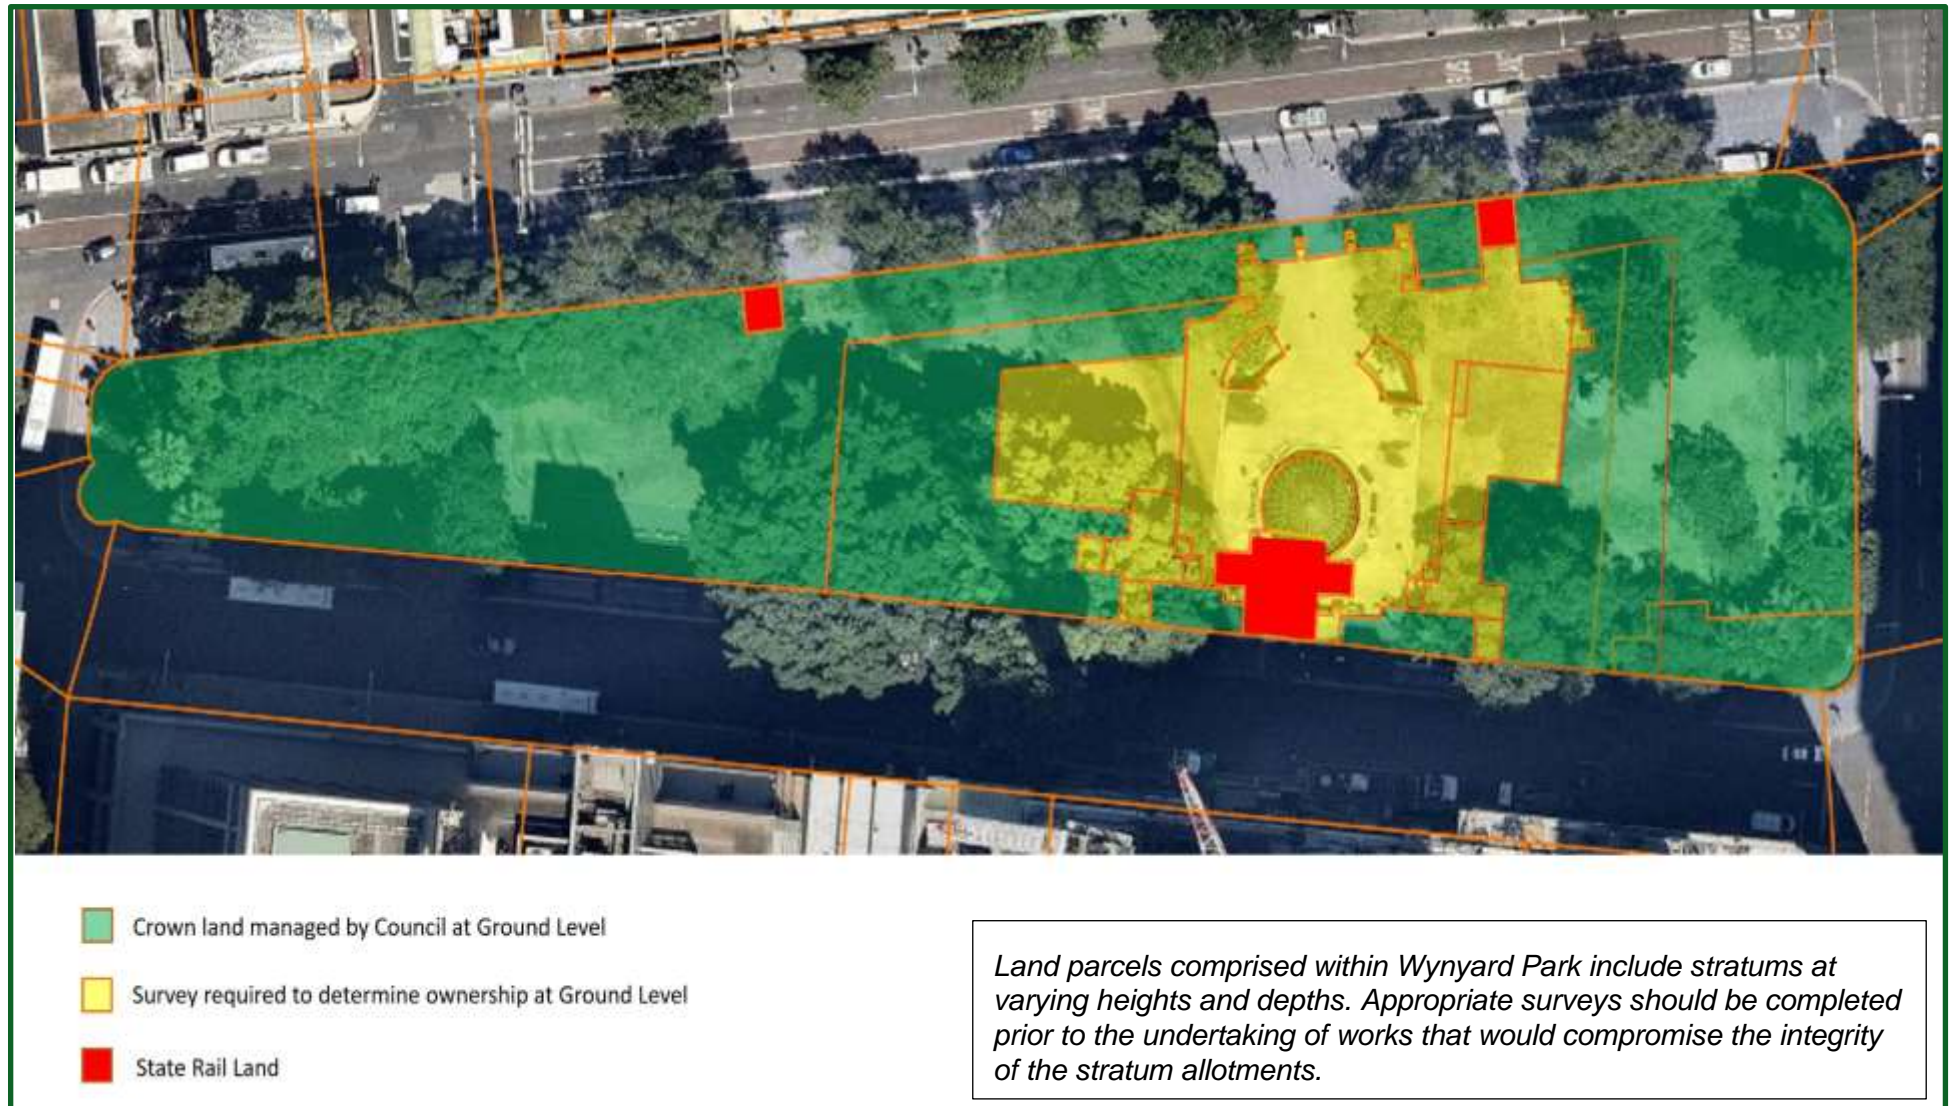 Crown land managed by Council at Ground Level
Survey required to determine ownership at Ground Level
State Rail Land
Land parcels comprised within Wynyard Park include stratums at
varying heights and depths. Appropriate surveys should be completed
prior to the undertaking of works that would compromise the integrity
of the stratum allotments.